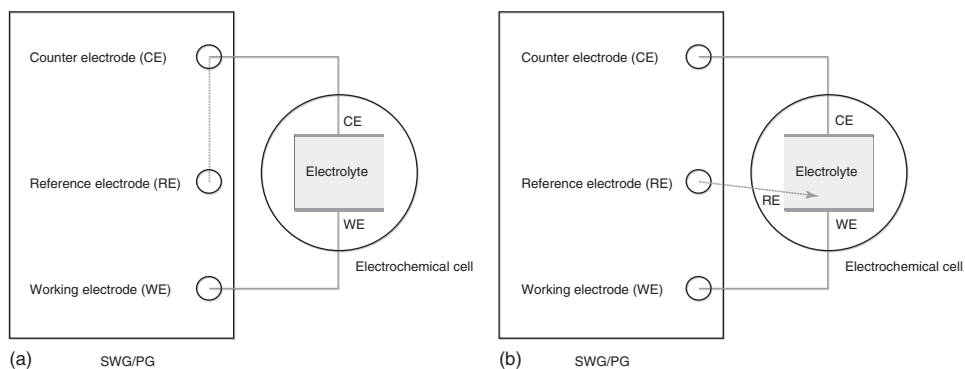 Counter electrode (CE)
CE
Electrolyte
Reference electrode (RE)
WE
Electrochemical cell
Working electrode (WE)
(a)
SWG/PG
Counter electrode (CE)
CE
Electrolyte
Reference electrode (RE)
RE
WE
Electrochemical cell
Working electrode (WE)
(b)
SWG/PG